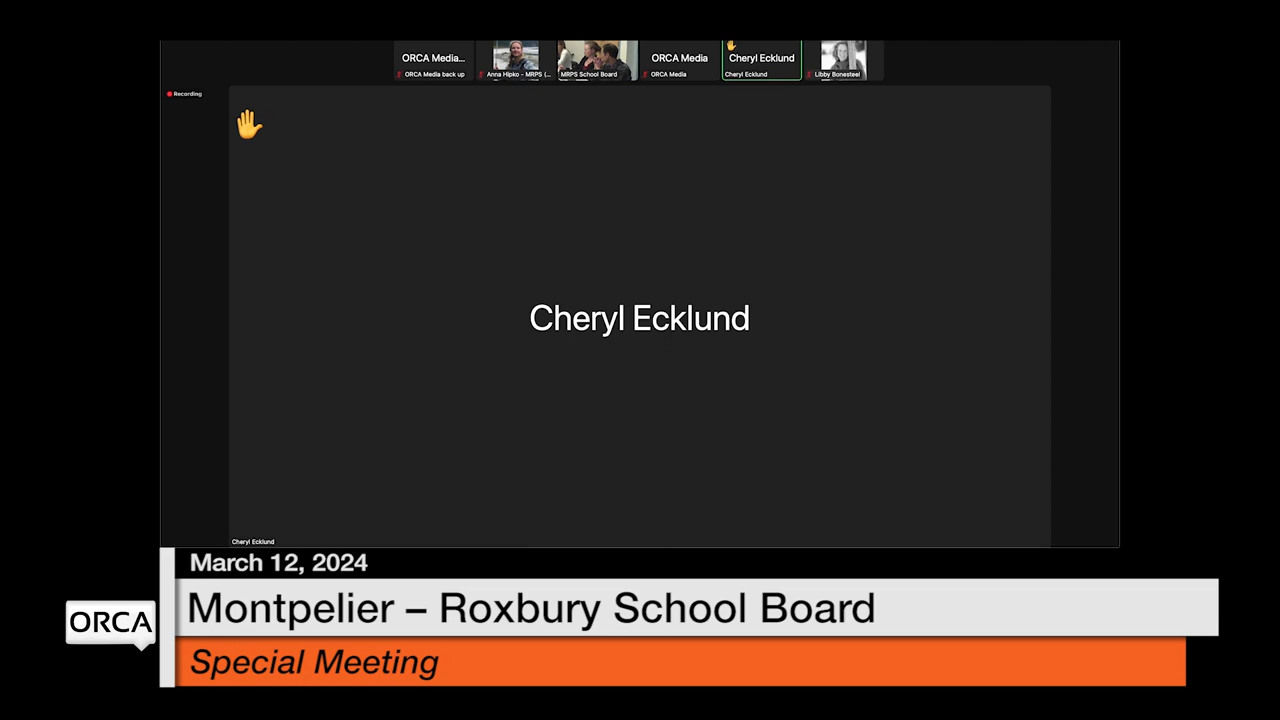 ORCA Media...
Cheryl Ecklund
ORCA Media
ORCA Media back up
Anna Hipko - MRPS (...
MRPS School Board
ORCA Media
Cheryl Ecklund
Libby Bonesteel
Recording
Cheryl Ecklund
Cheryl Ecklund
March 12, 2024
Montpelier – Roxbury School Board
ORCA
Special Meeting